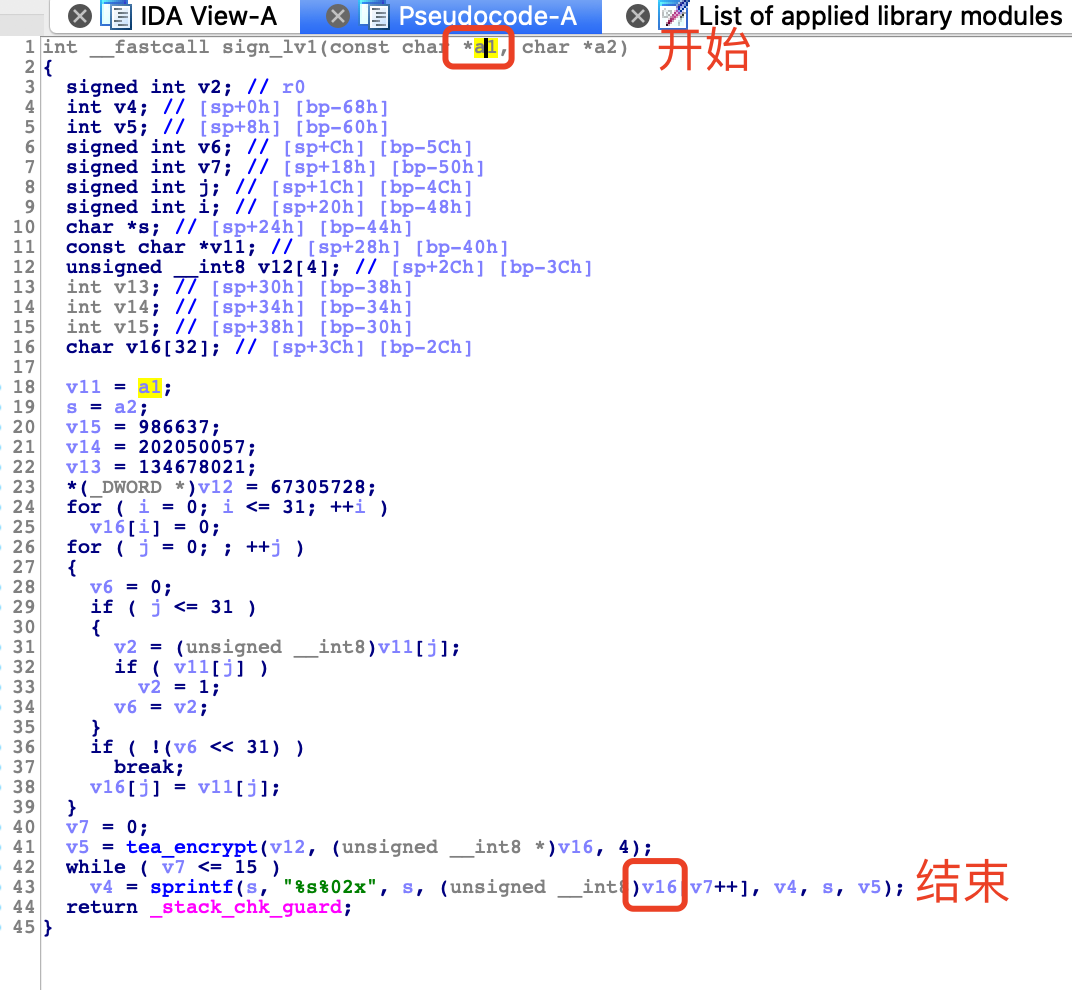 IDA View-A Pseudocode-A List of applied library modules
1 int __fastcall sign_lv1(const char *a1, char *a2) 开始
2 {
3 signed int v2; // r0
4 int v4; // [sp+0h] [bp-68h]
5 int v5; // [sp+8h] [bp-60h]
6 signed int v6; // [sp+Ch] [bp-5Ch]
7 signed int v7; // [sp+18h] [bp-50h]
8 signed int j; // [sp+1Ch] [bp-4Ch]
9 signed int i; // [sp+20h] [bp-48h]
10 char *s; // [sp+24h] [bp-44h]
11 const char *v11; // [sp+28h] [bp-40h]
12 unsigned __int8 v12[4]; // [sp+2Ch] [bp-3Ch]
13 int v13; // [sp+30h] [bp-38h]
14 int v14; // [sp+34h] [bp-34h]
15 int v15; // [sp+38h] [bp-30h]
16 char v16[32]; // [sp+3Ch] [bp-2Ch]
17
18 v11 = a1;
19 s = a2;
20 v15 = 986637;
21 v14 = 202050057;
22 v13 = 134678021;
23 *(_DWORD *)v12 = 67305728;
24 for ( i = 0; i <= 31; ++i )
25 v16[i] = 0;
26 for ( j = 0; ; ++j )
27 {
28 v6 = 0;
29 if ( j <= 31 )
30 {
31 v2 = (unsigned __int8)v11[j];
32 if ( v11[j] )
33 v2 = 1;
34 v6 = v2;
35 }
36 if ( !(v6 << 31) )
37 break;
38 v16[j] = v11[j];
39 }
40 v7 = 0;
41 v5 = tea_encrypt(v12, (unsigned __int8 *)v16, 4);
42 while ( v7 <= 15 )
43 v4 = sprintf(s, "%s%02x", s, (unsigned __int8)v16[v7++], v4, s, v5); 结束
44 return _stack_chk_guard;
45 }